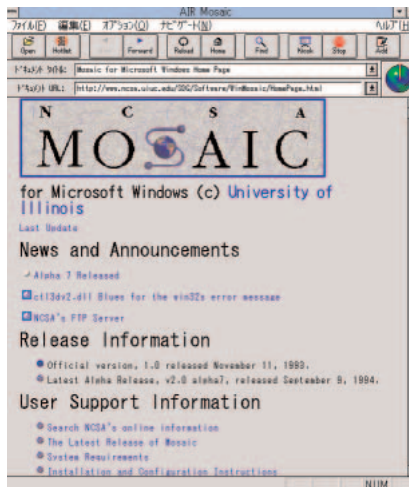 AIR Mosaic
ファイル(F) 編集(E) オプション(O) ナビゲート(N) ヘルプ(H)
Open Hotlist Forward Reload Home Find Kiosk Stop Add
ドキュメント タイトル: Mosaic for Microsoft Windows Home Page
ドキュメント URL: http://www.ncsa.uiuc.edu/SDG/Software/WinMosaic/HomePage.html
N C S A
MOSAIC
for Microsoft Windows (c) University of
Illinois
Last Update
News and Announcements
Alpha 7 Released
ctl3dv2.dll Blues for the win32s error message
NCSA's FTP Server
Release Information
Official version, 1.0 released November 11, 1993.
Latest Alpha Release, v2.0 alpha7, released September 9, 1994.
User Support Information
Search NCSA's online information
The Latest Release of Mosaic
System Requirements
Installation and Configuration Instructions
NUM